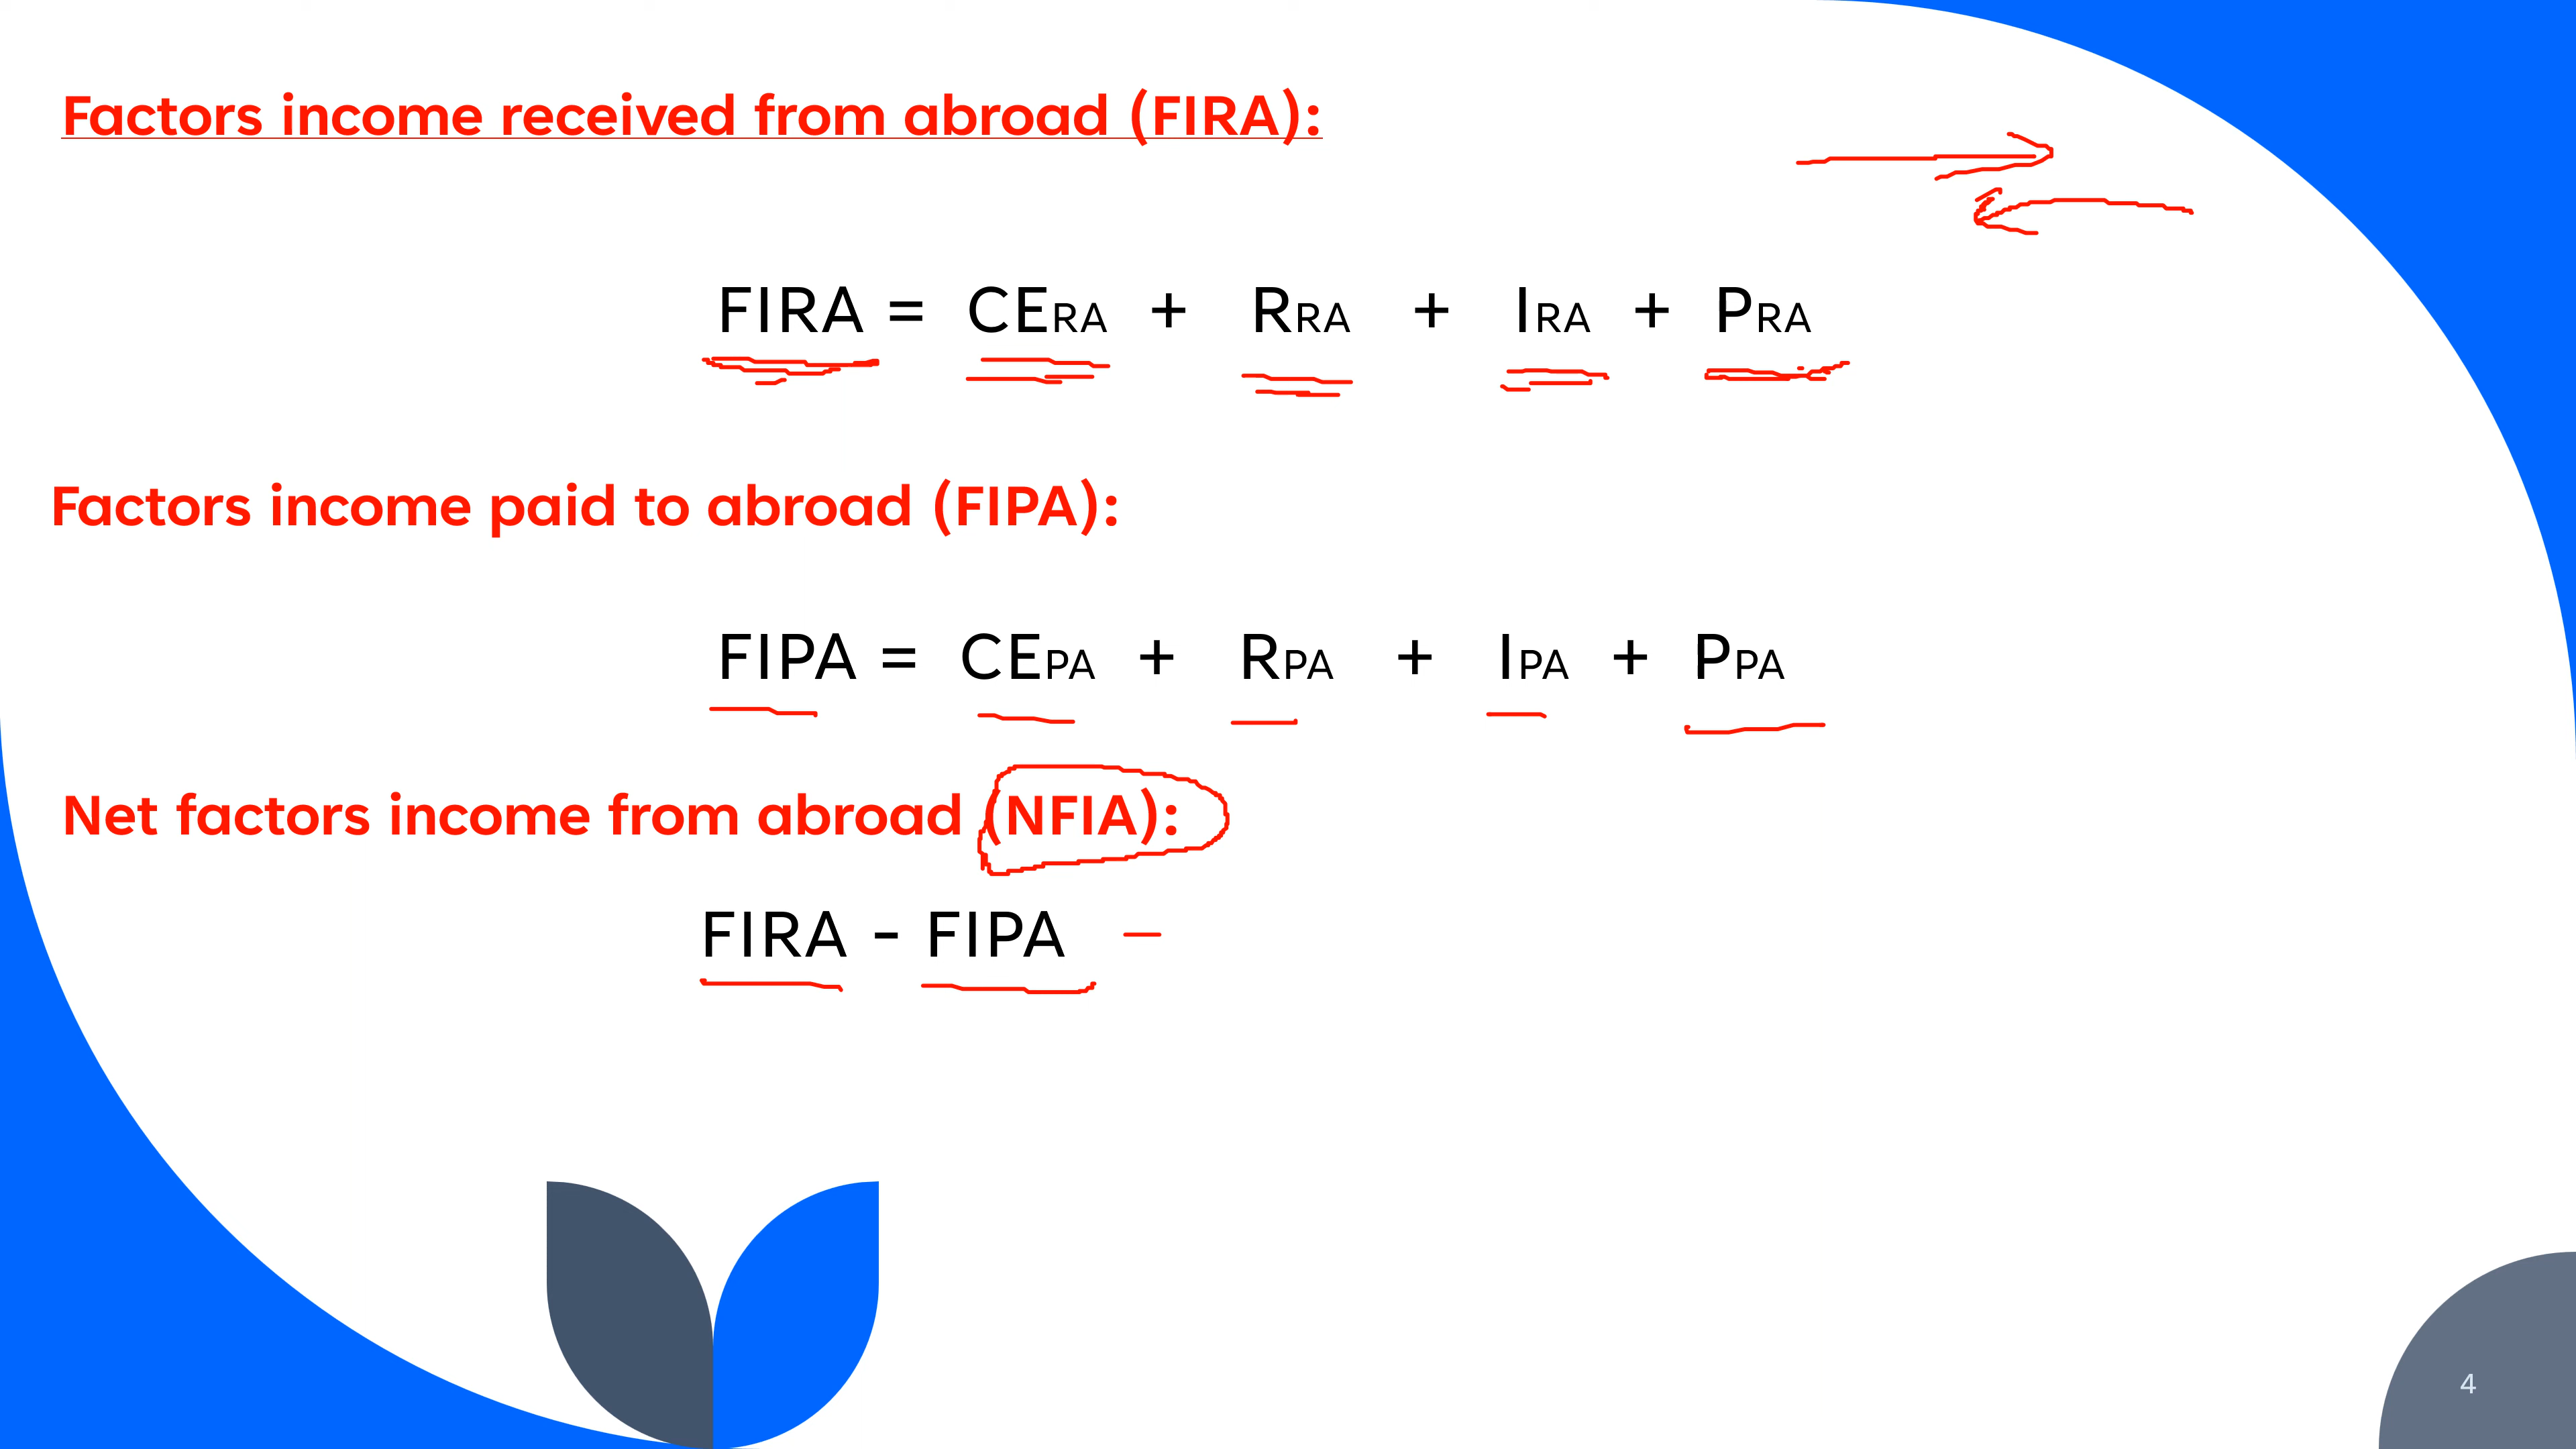 Factors income received from abroad (FIRA):
FIRA = CERA + RRA + IRA + PRA
Factors income paid to abroad (FIPA):
FIPA = CEPA + RPA + IPA + PPA
Net factors income from abroad (NFIA):
FIRA - FIPA –
4